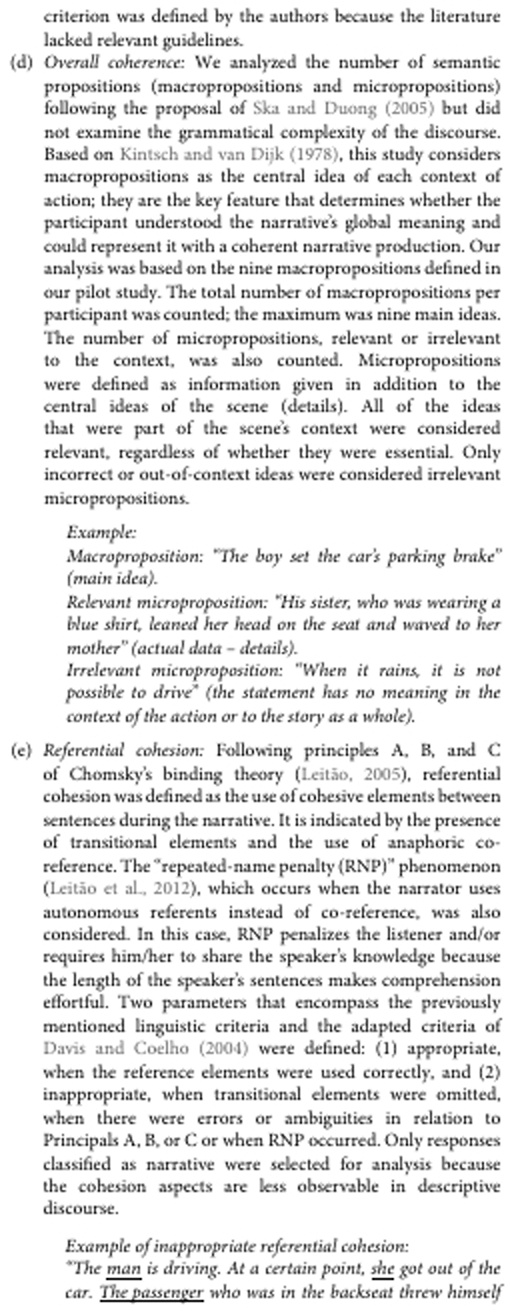 criterion was defined by the authors because the literature
lacked relevant guidelines.
(d) Overall coherence: We analyzed the number of semantic
propositions (macropropositions and micropropositions)
following the proposal of Ska and Duong (2005) but did
not examine the grammatical complexity of the discourse.
Based on Kintsch and van Dijk (1978), this study considers
macropropositions as the central idea of each context of
action; they are the key feature that determines whether the
participant understood the narrative's global meaning and
could represent it with a coherent narrative production. Our
analysis was based on the nine macropropositions defined in
our pilot study. The total number of macropropositions per
participant was counted; the maximum was nine main ideas.
The number of micropropositions, relevant or irrelevant
to the context, was also counted. Micropropositions
were defined as information given in addition to the
central ideas of the scene (details). All of the ideas
that were part of the scene's context were considered
relevant, regardless of whether they were essential. Only
incorrect or out-of-context ideas were considered irrelevant
micropropositions.
Example:
Macroproposition: "The boy set the car's parking brake"
(main idea).
Relevant microproposition: "His sister, who was wearing a
blue shirt, leaned her head on the seat and waved to her
mother" (actual data – details).
Irrelevant microproposition: "When it rains, it is not
possible to drive" (the statement has no meaning in the
context of the action or to the story as a whole).
(e) Referential cohesion: Following principles A, B, and C
of Chomsky's binding theory (Leitão, 2005), referential
cohesion was defined as the use of cohesive elements between
sentences during the narrative. It is indicated by the presence
of transitional elements and the use of anaphoric co-
reference. The "repeated-name penalty (RNP)" phenomenon
(Leitão et al., 2012), which occurs when the narrator uses
autonomous referents instead of co-reference, was also
considered. In this case, RNP penalizes the listener and/or
requires him/her to share the speaker's knowledge because
the length of the speaker's sentences makes comprehension
effortful. Two parameters that encompass the previously
mentioned linguistic criteria and the adapted criteria of
Davis and Coelho (2004) were defined: (1) appropriate,
when the reference elements were used correctly, and (2)
inappropriate, when transitional elements were omitted,
when there were errors or ambiguities in relation to
Principals A, B, or C or when RNP occurred. Only responses
classified as narrative were selected for analysis because
the cohesion aspects are less observable in descriptive
discourse.
Example of inappropriate referential cohesion:
"The man is driving. At a certain point, she got out of the
car. The passenger who was in the backseat threw himself